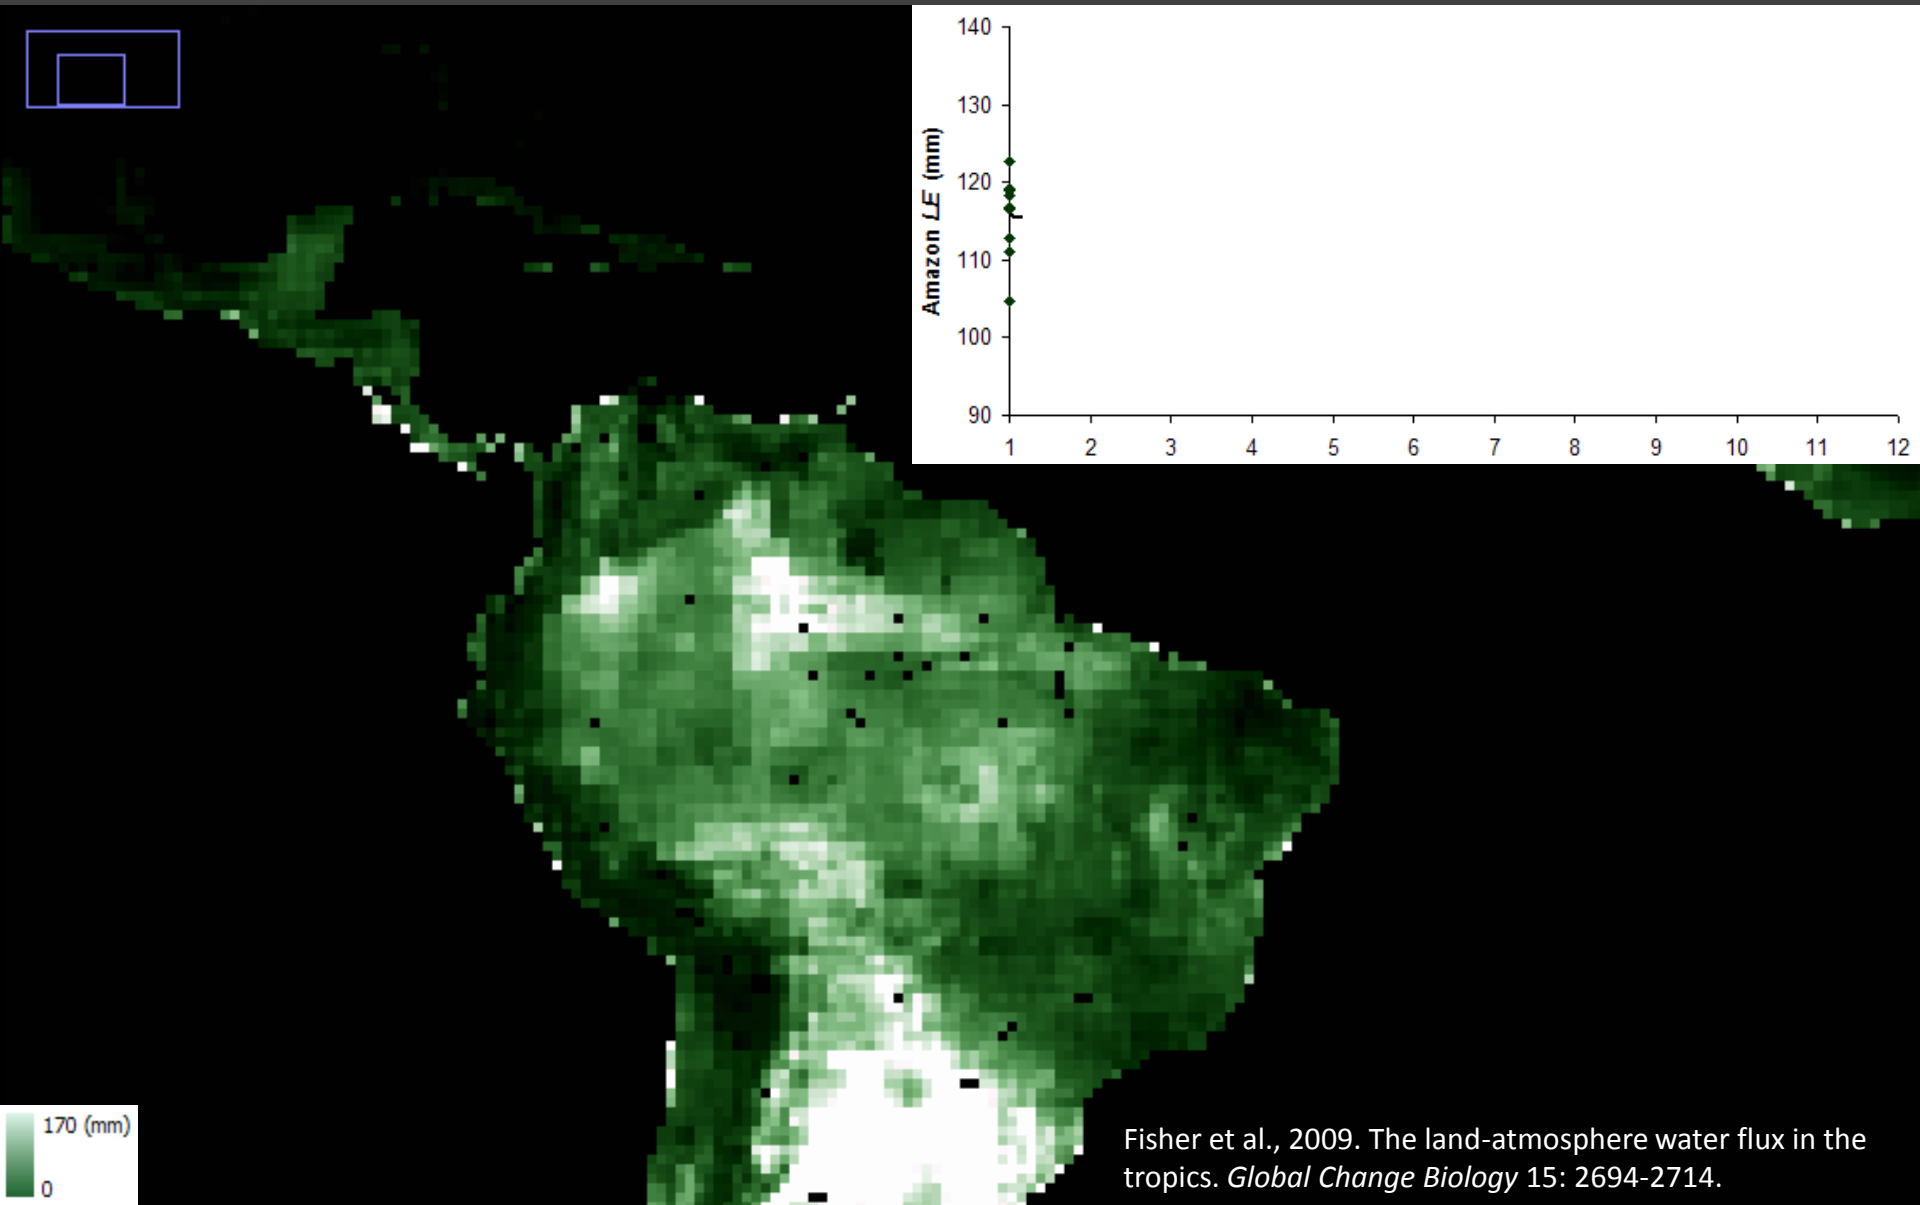 140
130
120
110
100
90
Amazon LE (mm)
1 2 3 4 5 6 7 8 9 10 11 12
170 (mm)
0
Fisher et al., 2009. The land-atmosphere water flux in the
tropics. Global Change Biology 15: 2694-2714.